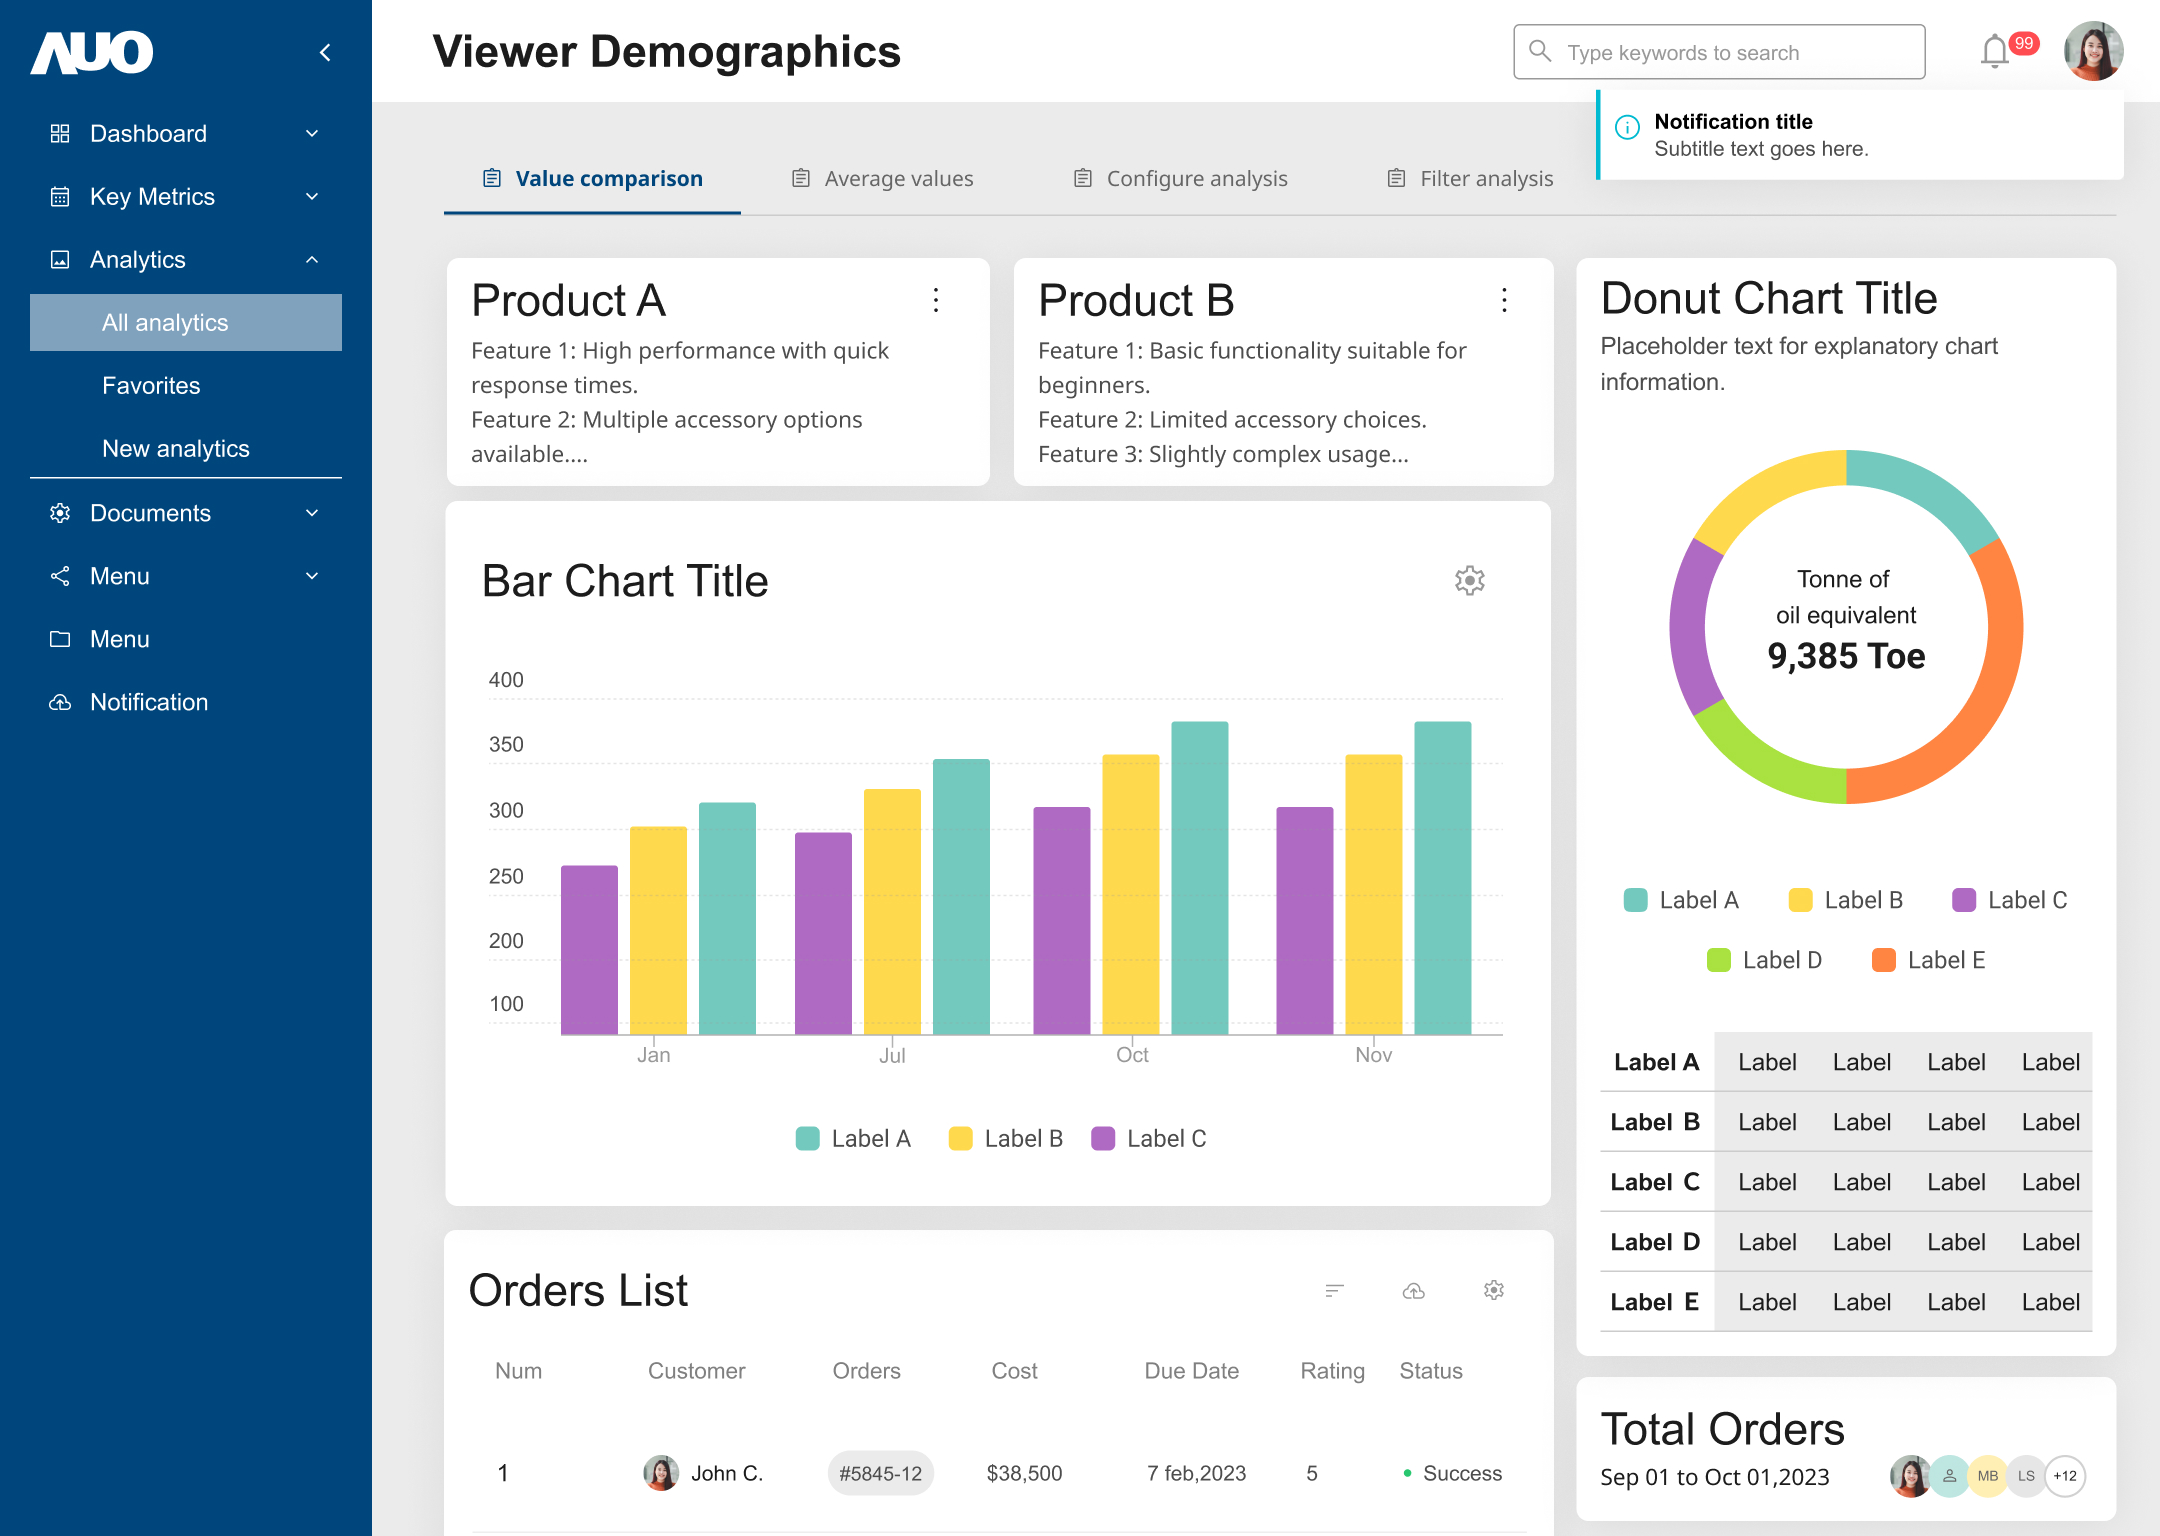 AUO
Dashboard
Key Metrics
Analytics
All analytics
Favorites
New analytics
Documents
Menu
Menu
Notification
Viewer Demographics
Type keywords to search
99
Notification title
Subtitle text goes here.
Value comparison
Average values
Configure analysis
Filter analysis
Product A
Feature 1: High performance with quick
response times.
Feature 2: Multiple accessory options
available....
Product B
Feature 1: Basic functionality suitable for
beginners.
Feature 2: Limited accessory choices.
Feature 3: Slightly complex usage...
Bar Chart Title
400
350
300
250
200
100
Jan Jul Oct Nov
Label A Label B Label C
Donut Chart Title
Placeholder text for explanatory chart
information.
Tonne of
oil equivalent
9,385 Toe
Label A Label B Label C
Label D Label E
Label A Label Label Label Label
Label B Label Label Label Label
Label C Label Label Label Label
Label D Label Label Label Label
Label E Label Label Label Label
Orders List
Num Customer Orders Cost Due Date Rating Status
1 John C. #5845-12 $38,500 7 feb,2023 5 Success
Total Orders
Sep 01 to Oct 01,2023
MB LS +12